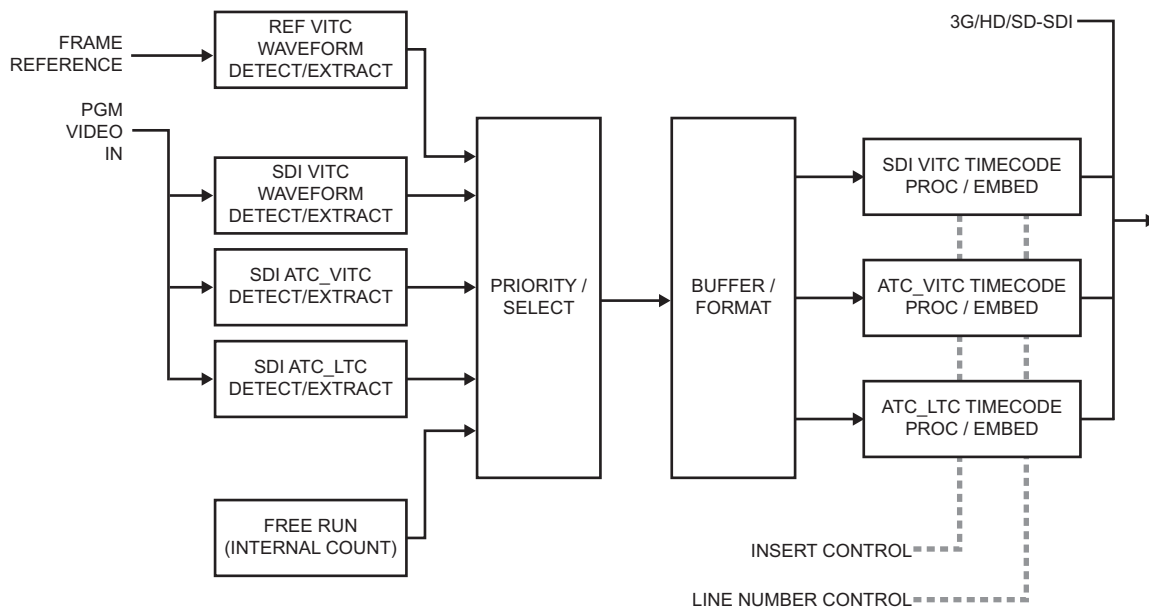 3G/HD/SD-SDI
FRAME
REFERENCE
REF VITC
WAVEFORM
DETECT/EXTRACT
PGM
VIDEO
IN
SDI VITC
WAVEFORM
DETECT/EXTRACT
SDI ATC_VITC
DETECT/EXTRACT
SDI ATC_LTC
DETECT/EXTRACT
FREE RUN
(INTERNAL COUNT)
PRIORITY /
SELECT
BUFFER /
FORMAT
SDI VITC TIMECODE
PROC / EMBED
ATC_VITC TIMECODE
PROC / EMBED
ATC_LTC TIMECODE
PROC / EMBED
INSERT CONTROL
LINE NUMBER CONTROL